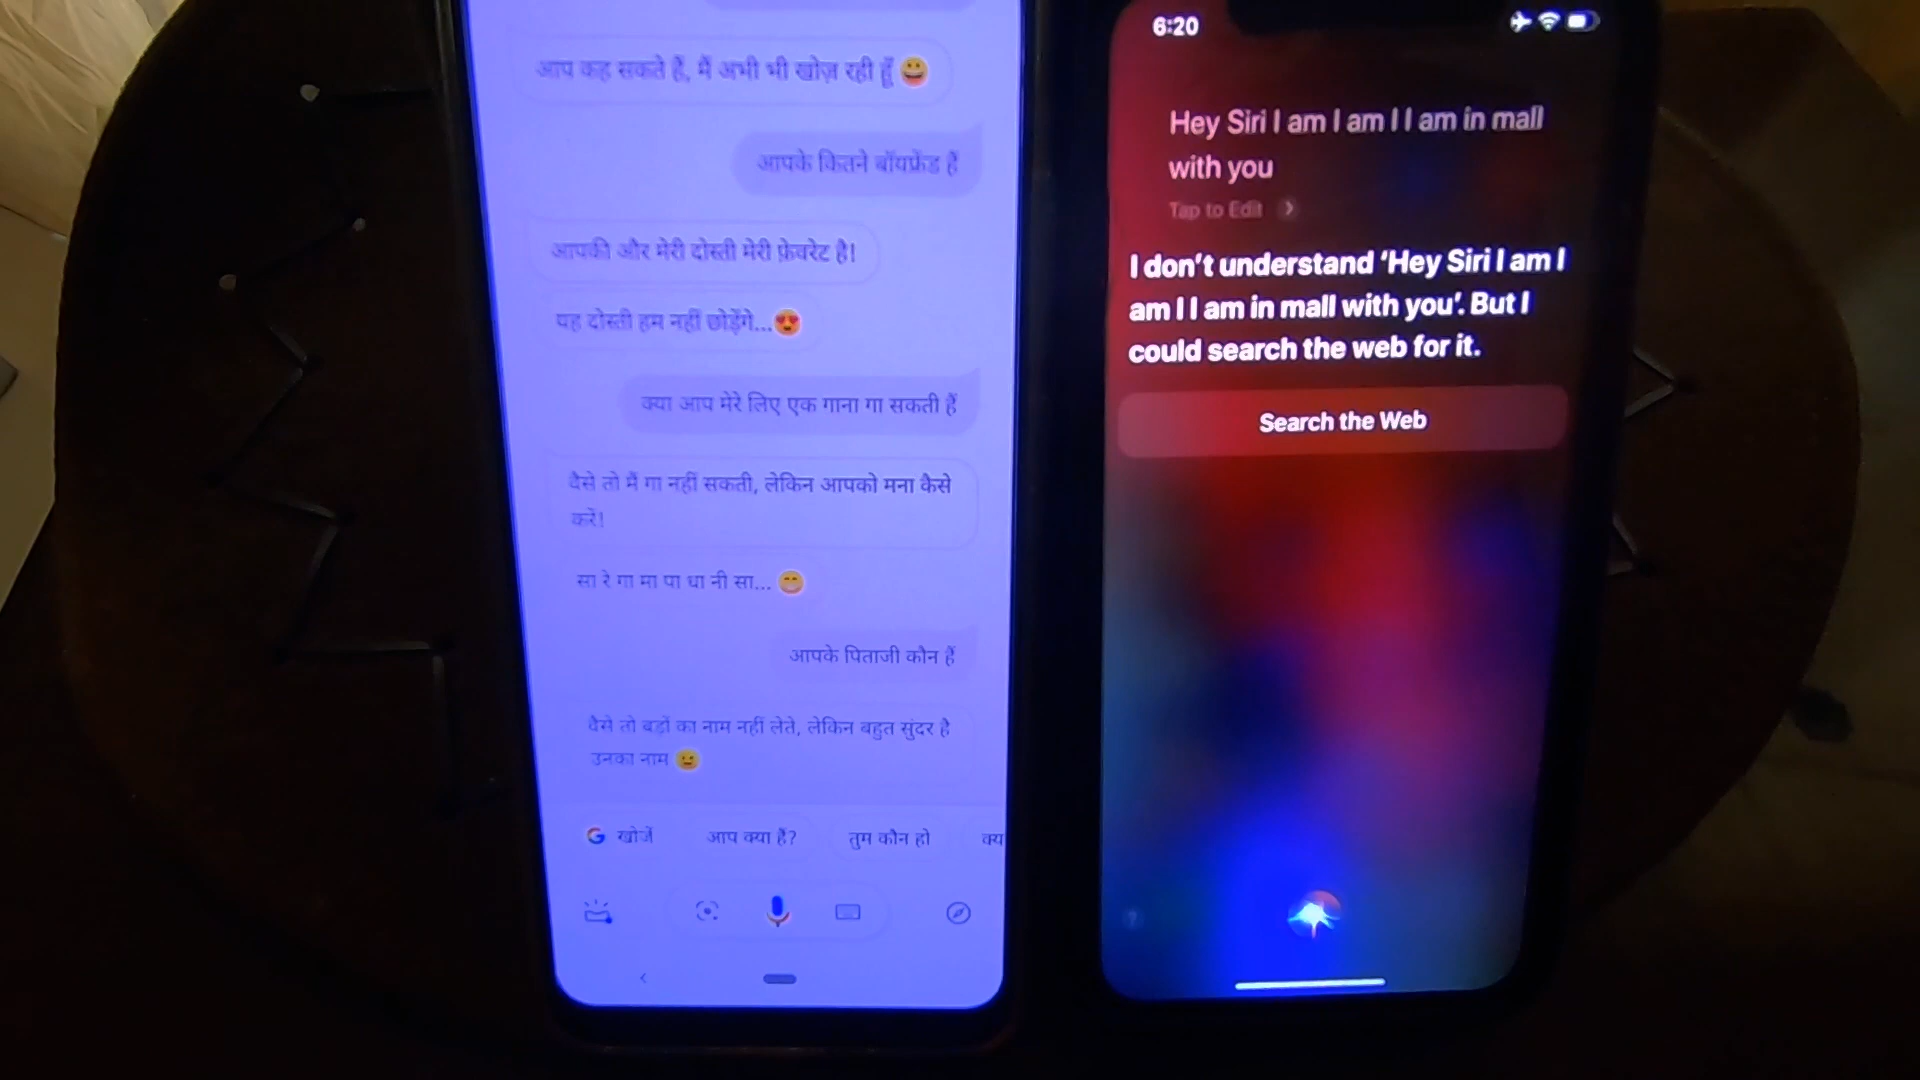 आप कह सकते हैं, मैं अभी भी खोज़ रही हूँ 😀
आपके कितने बॉयफ्रेंड हैं
आपकी और मेरी दोस्ती मेरी फ़ेवरेट है!
यह दोस्ती हम नहीं छोड़ेंगे...😍
क्या आप मेरे लिए एक गाना गा सकती हैं
वैसे तो मैं गा नहीं सकती, लेकिन आपको मना कैसे
करें!
सा रे गा मा पा धा नी सा... 😁
आपके पिताजी कौन हैं
वैसे तो बड़ों का नाम नहीं लेते, लेकिन बहुत सुंदर है
उनका नाम 😉
G खोजें
आप क्या हैं?
तुम कौन हो
क्य
6:20
Hey Siri I am I am I I am in mall
with you
Tap to Edit
I don't understand ‘Hey Siri I am I
am I I am in mall with you’. But I
could search the web for it.
Search the Web
?